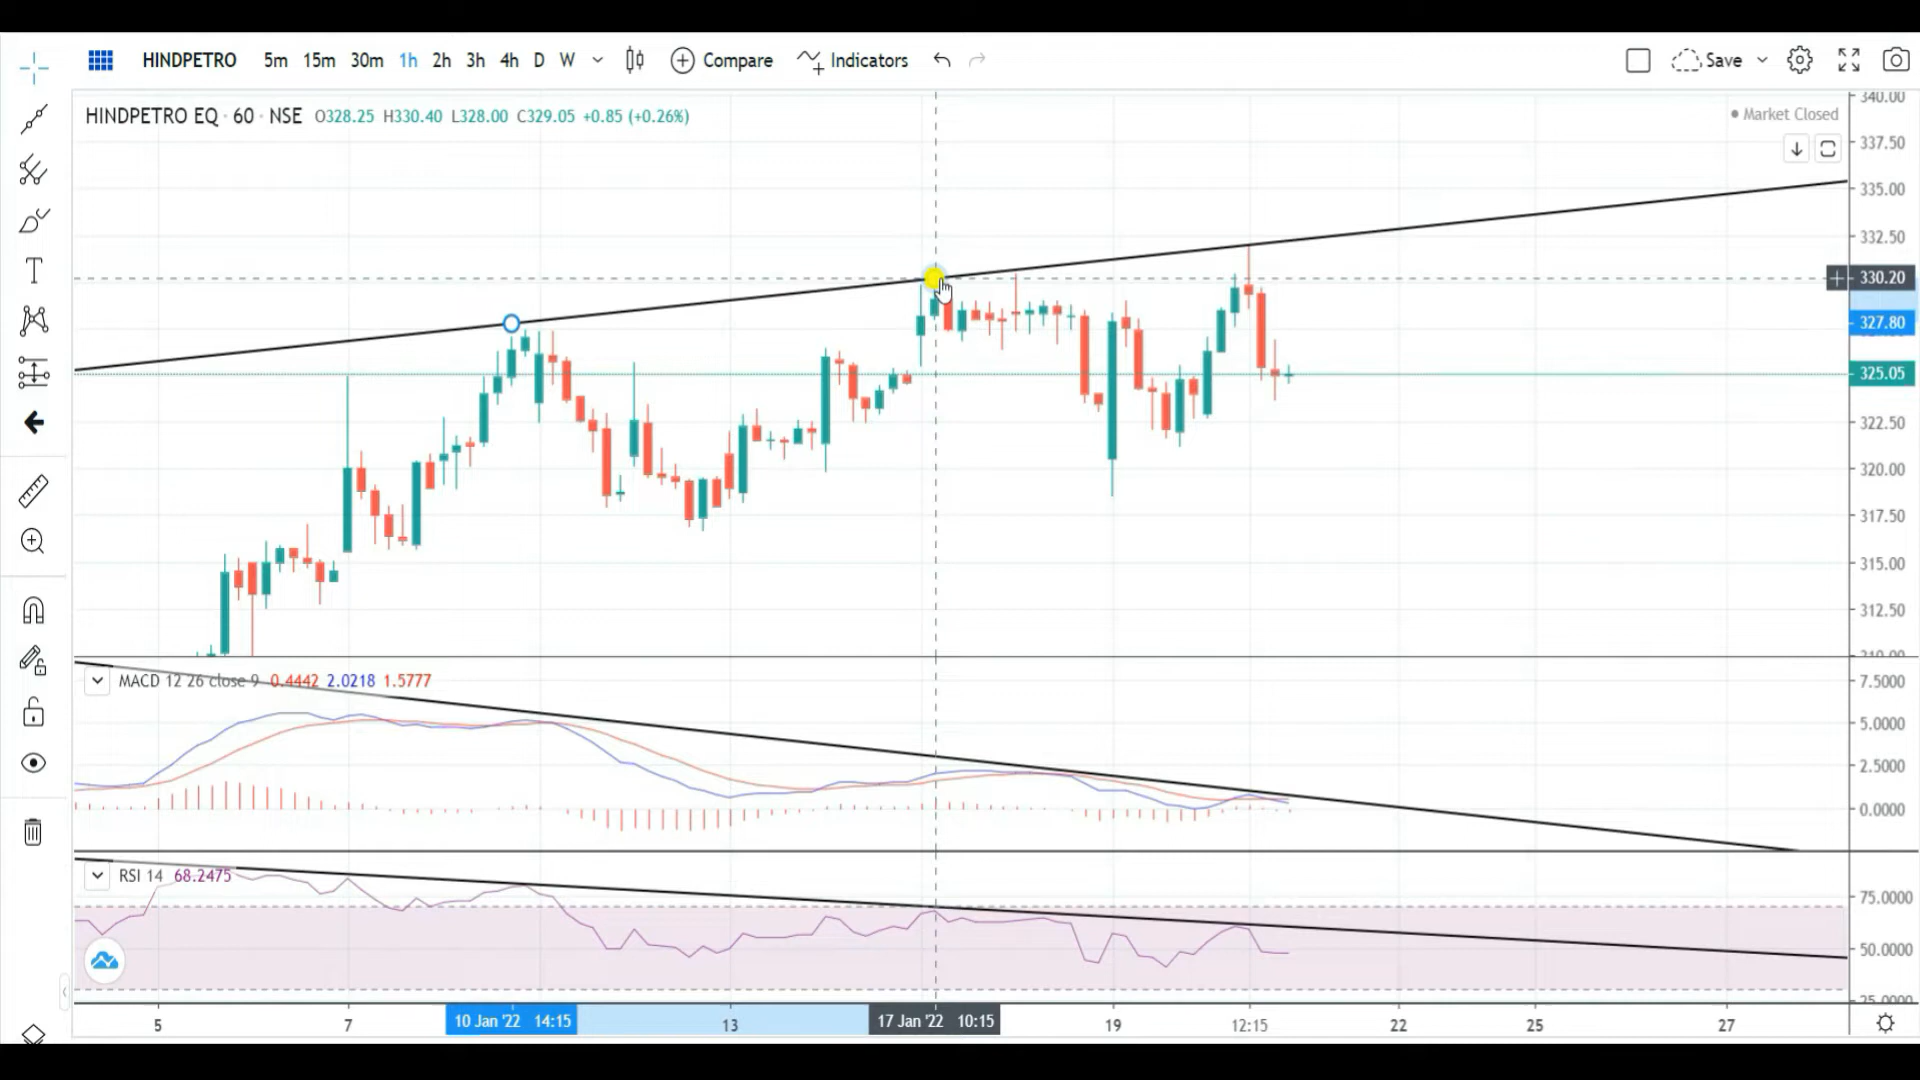 HINDPETRO 5m 15m 30m 1h 2h 3h 4h D W Compare Indicators Save
HINDPETRO EQ · 60 · NSE O328.25 H330.40 L328.00 C329.05 +0.85 (+0.26%)
Market Closed
340.00
337.50
335.00
332.50
330.20
327.80
325.05
322.50
320.00
317.50
315.00
312.50
310.00
T
MACD 12 26 close 9 0.4442 2.0218 1.5777
7.5000
5.0000
2.5000
0.0000
RSI 14 68.2475
75.0000
50.0000
25.0000
5 7 10 Jan '22 14:15 13 17 Jan '22 10:15 19 12:15 22 25 27